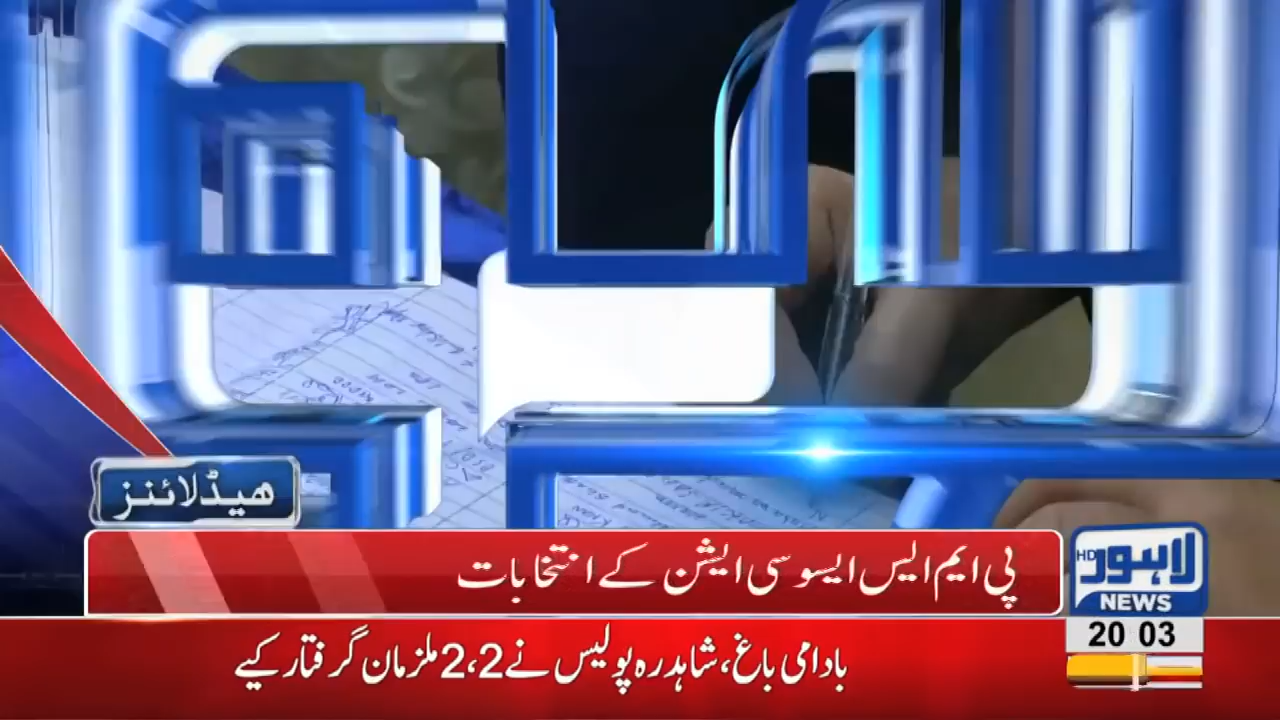 ھیڈلائنز
پی ایم ایس ایسوسی ایشن کے انتخابات
HD لاہور
NEWS
20 03
بادامی باغ، شاہدرہ پولیس نے 2،2 ملزمان گرفتار کیے